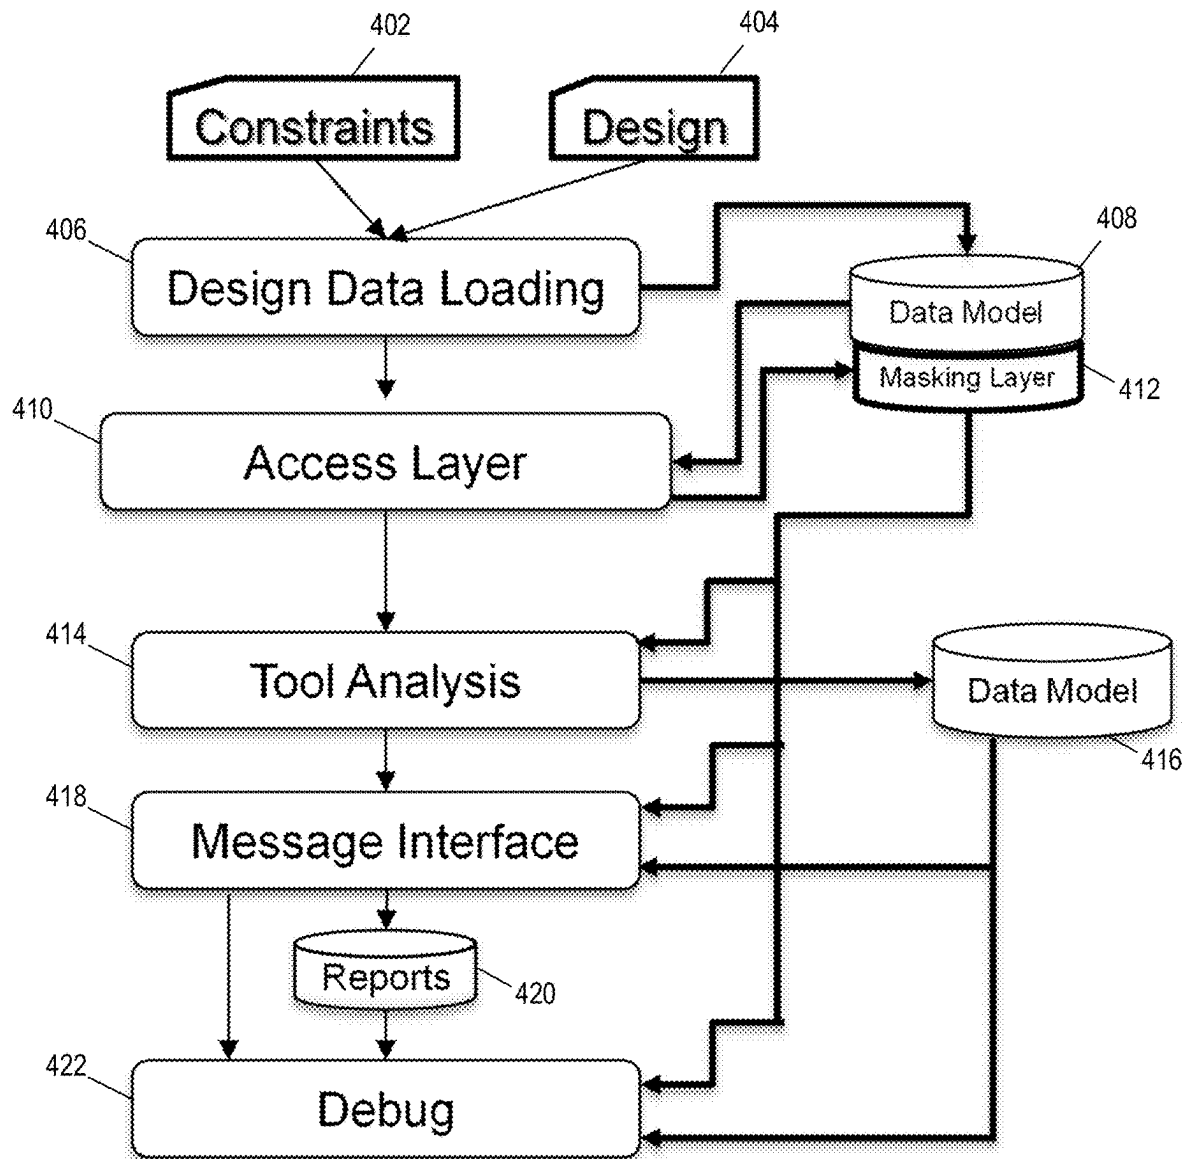 402
404
Constraints
Design
406
408
Design Data Loading
Data Model
Masking Layer
412
410
Access Layer
414
Tool Analysis
Data Model
416
418
Message Interface
Reports
420
422
Debug